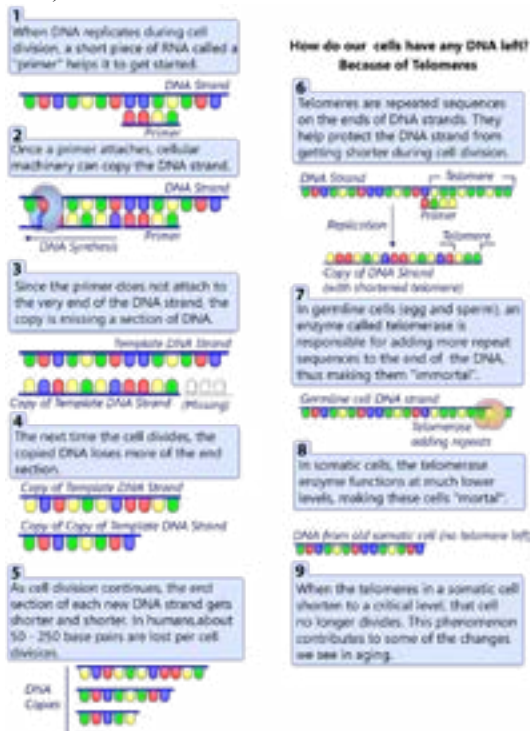 1
When DNA replicates during cell
division, a short piece of RNA called a
"primer" helps it to get started.
DNA Strand
Primer
2
Once a primer attaches, cellular
machinery can copy the DNA strand.
DNA Strand
Primer
DNA Synthesis
3
Since the primer does not attach to
the very end of the DNA strand, the
copy is missing a section of DNA.
Template DNA Strand
Copy of Template DNA Strand (Missing)
4
The next time the cell divides, the
copied DNA loses more of the end
section.
Copy of Template DNA Strand
Copy of Copy of Template DNA Strand
5
As cell division continues, the end
section of each new DNA strand gets
shorter and shorter. In humans, about
50 - 250 base pairs are lost per cell
division.
DNA
Copies
How do our cells have any DNA left?
Because of Telomeres
6
Telomeres are repeated sequences
on the ends of DNA strands. They
help protect the DNA strand from
getting shorter during cell division.
DNA Strand
Telomere
Primer
Replication
Telomere
Copy of DNA Strand
(with shortened telomere)
7
In germline cells (egg and sperm), an
enzyme called telomerase is
responsible for adding more repeat
sequences to the end of the DNA,
thus making them "immortal".
Germline cell DNA strand
Telomerase
adding repeats
8
In somatic cells, the telomerase
enzyme functions at much lower
levels, making these cells "mortal".
DNA from old somatic cell (no telomere left)
9
When the telomeres in a somatic cell
shorten to a critical level, that cell
no longer divides. This phenomenon
contributes to some of the changes
we see in aging.